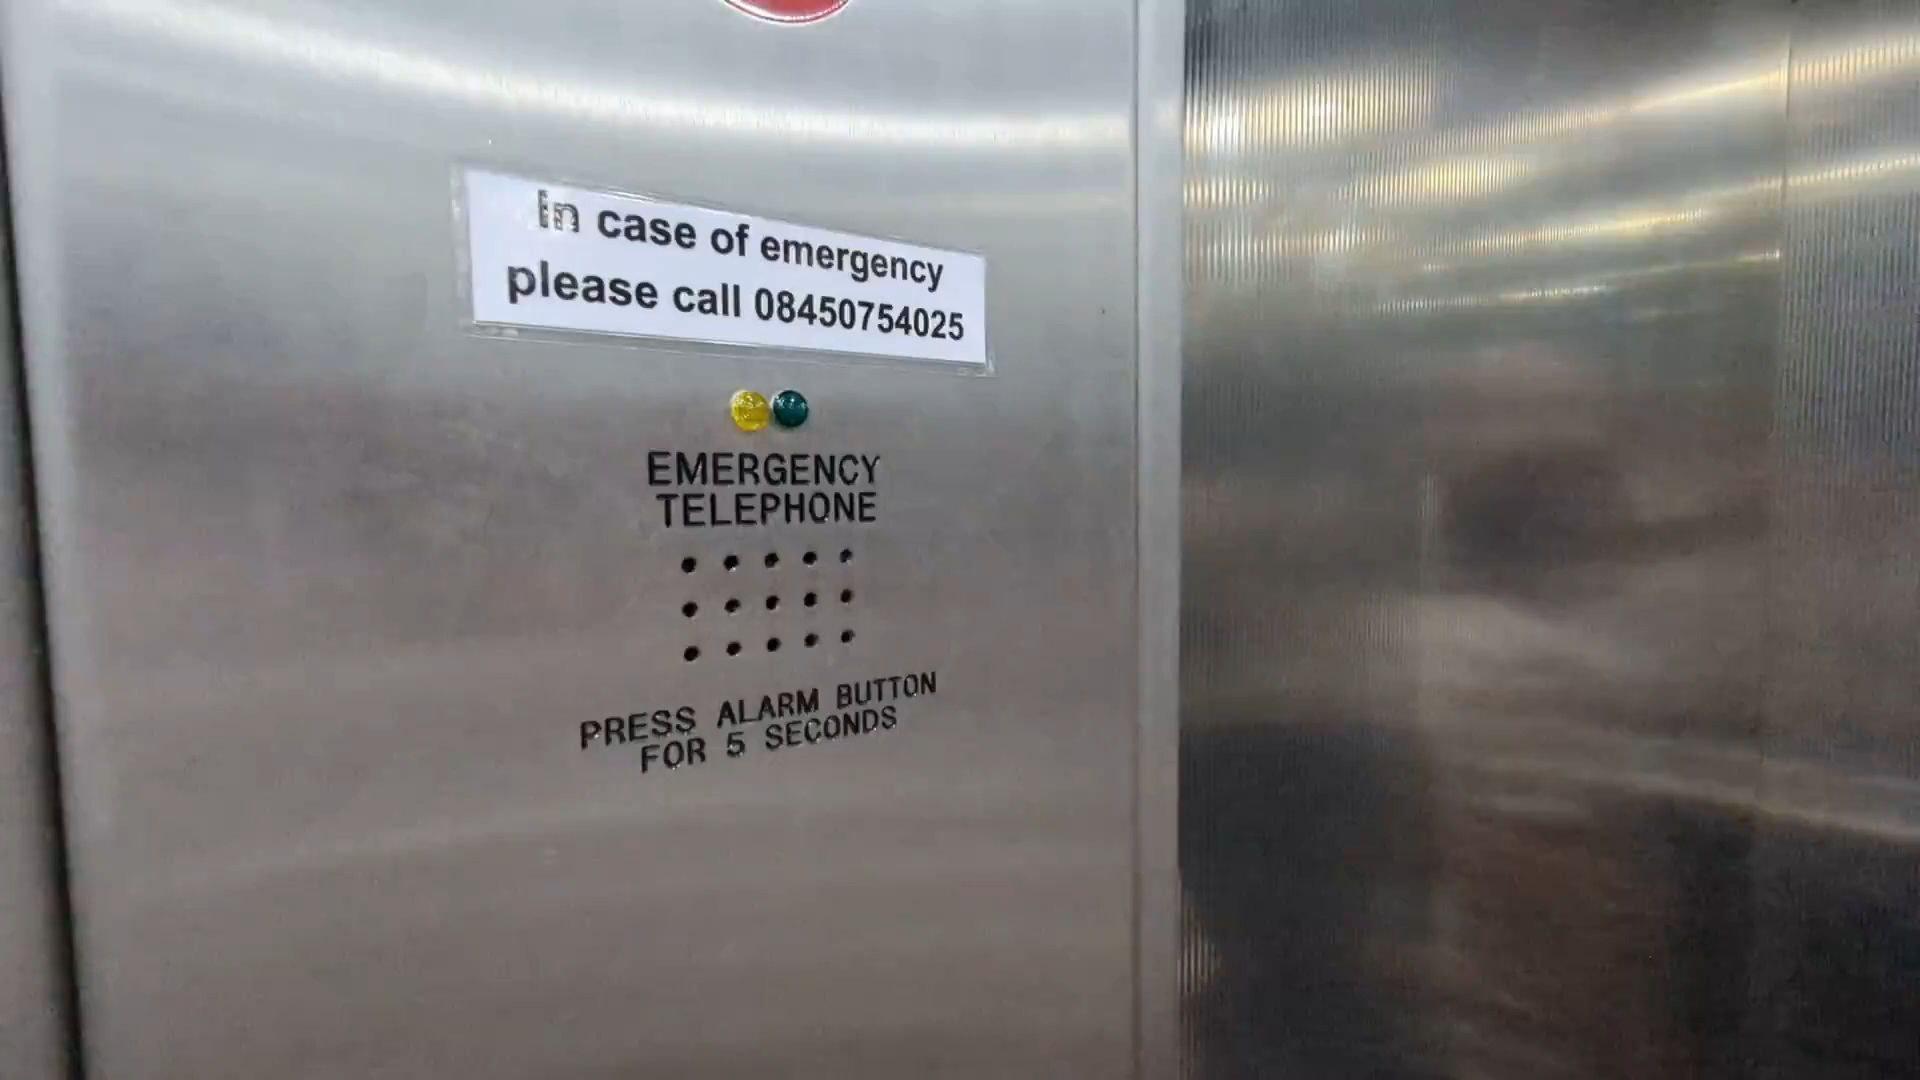 In case of emergency
please call 08450754025
EMERGENCY
TELEPHONE
PRESS ALARM BUTTON
FOR 5 SECONDS